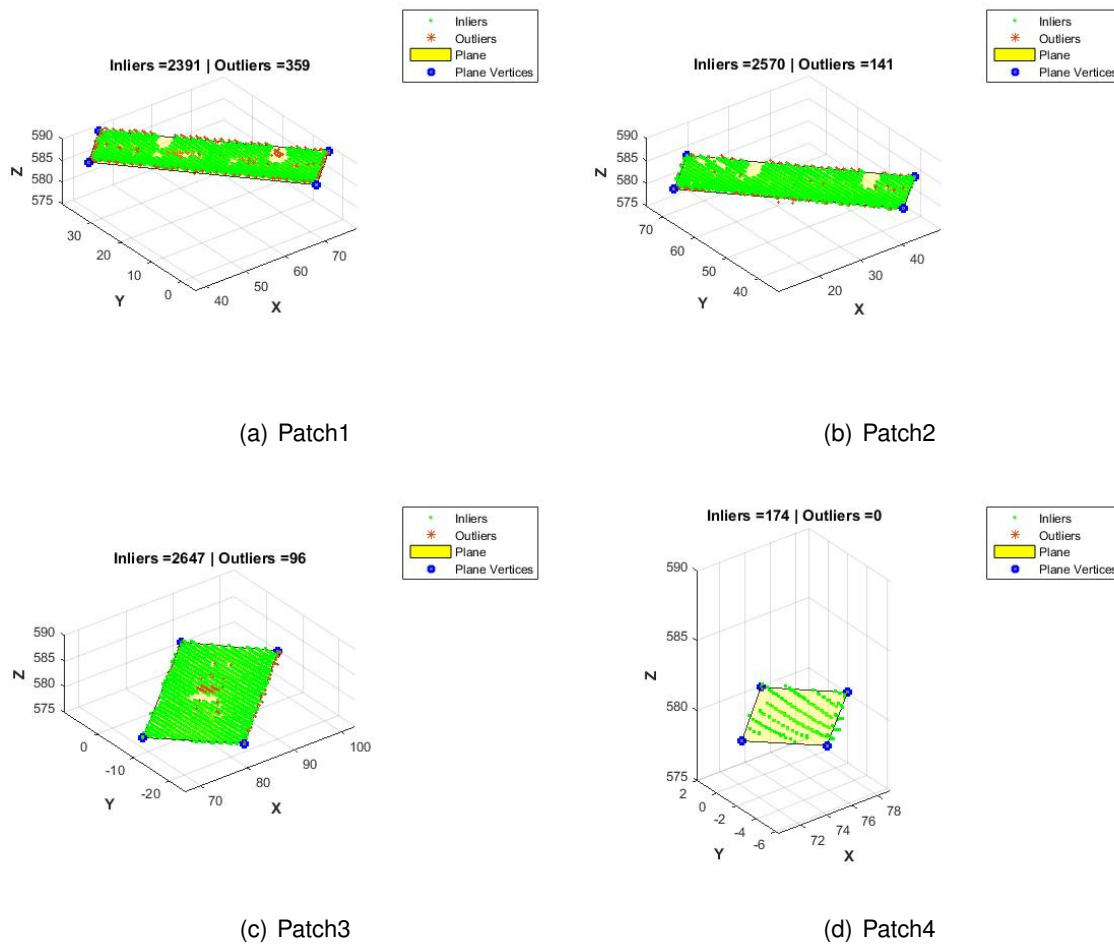 Inliers
Outliers
Plane
Plane Vertices
Inliers =2391 | Outliers =359
590
585
580
575
Z
30
20
10
0
Y
40
50
60
70
X
(a) Patch1
Inliers
Outliers
Plane
Plane Vertices
Inliers =2570 | Outliers =141
590
585
580
575
Z
70
60
50
40
Y
20
30
40
X
(b) Patch2
Inliers
Outliers
Plane
Plane Vertices
Inliers =2647 | Outliers =96
590
585
580
575
Z
0
-10
-20
Y
70
80
90
100
X
(c) Patch3
Inliers
Outliers
Plane
Plane Vertices
Inliers =174 | Outliers =0
590
585
580
575
Z
2
0
-2
-4
-6
Y
72
74
76
78
X
(d) Patch4